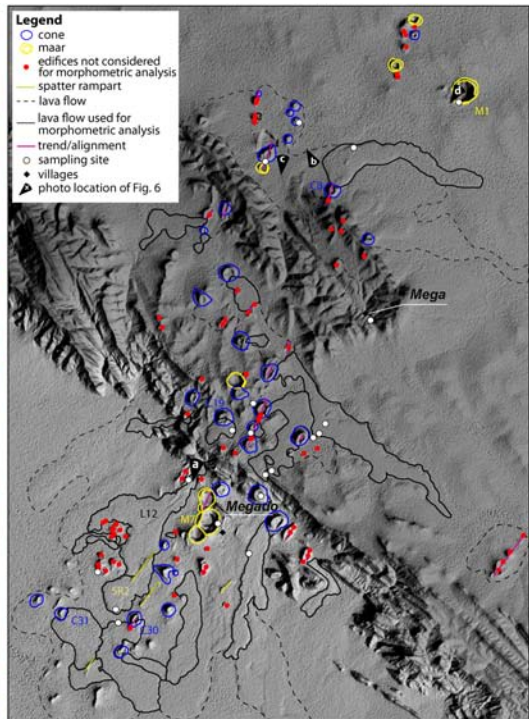 Legend
cone
maar
edifices not considered
for morphometric analysis
spatter rampart
lava flow
lava flow used for
morphometric analysis
trend/alignment
sampling site
villages
photo location of Fig. 6
d
M1
c
b
Mega
a
Megado
L12
SR2
C31
C30